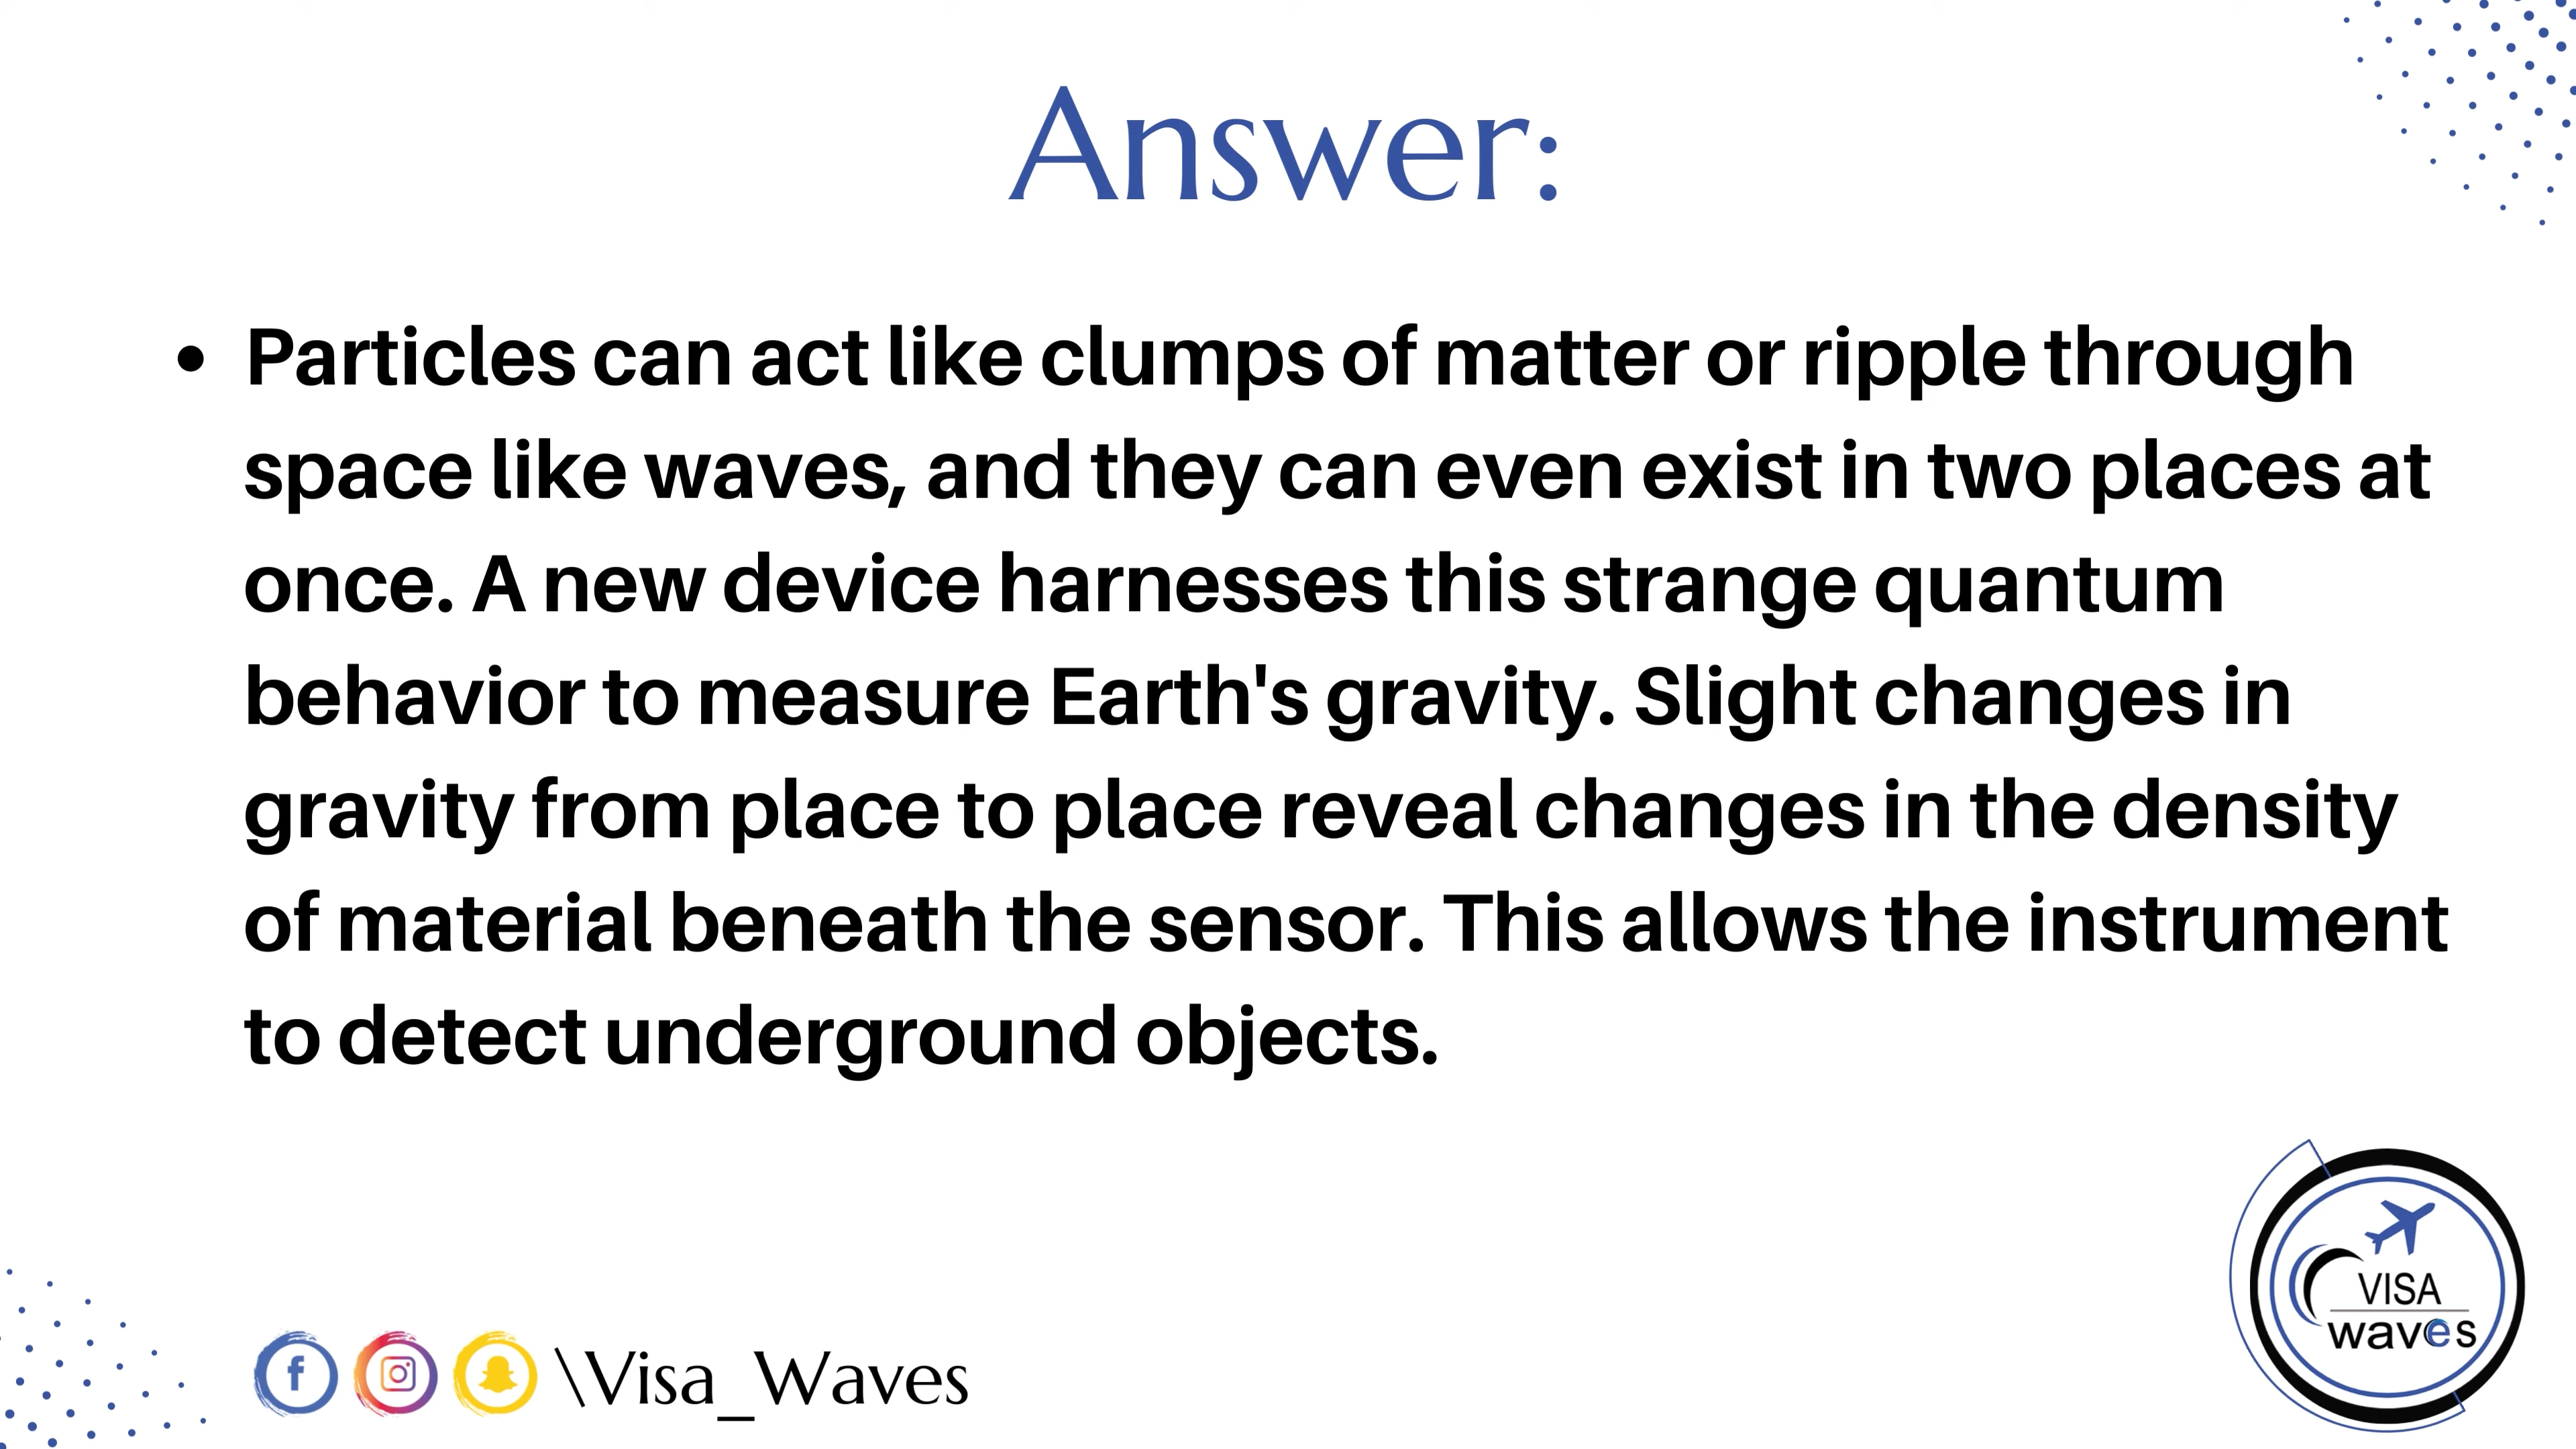 Answer:
• Particles can act like clumps of matter or ripple through
space like waves, and they can even exist in two places at
once. A new device harnesses this strange quantum
behavior to measure Earth's gravity. Slight changes in
gravity from place to place reveal changes in the density
of material beneath the sensor. This allows the instrument
to detect underground objects.
VISA
waves
\Visa_Waves